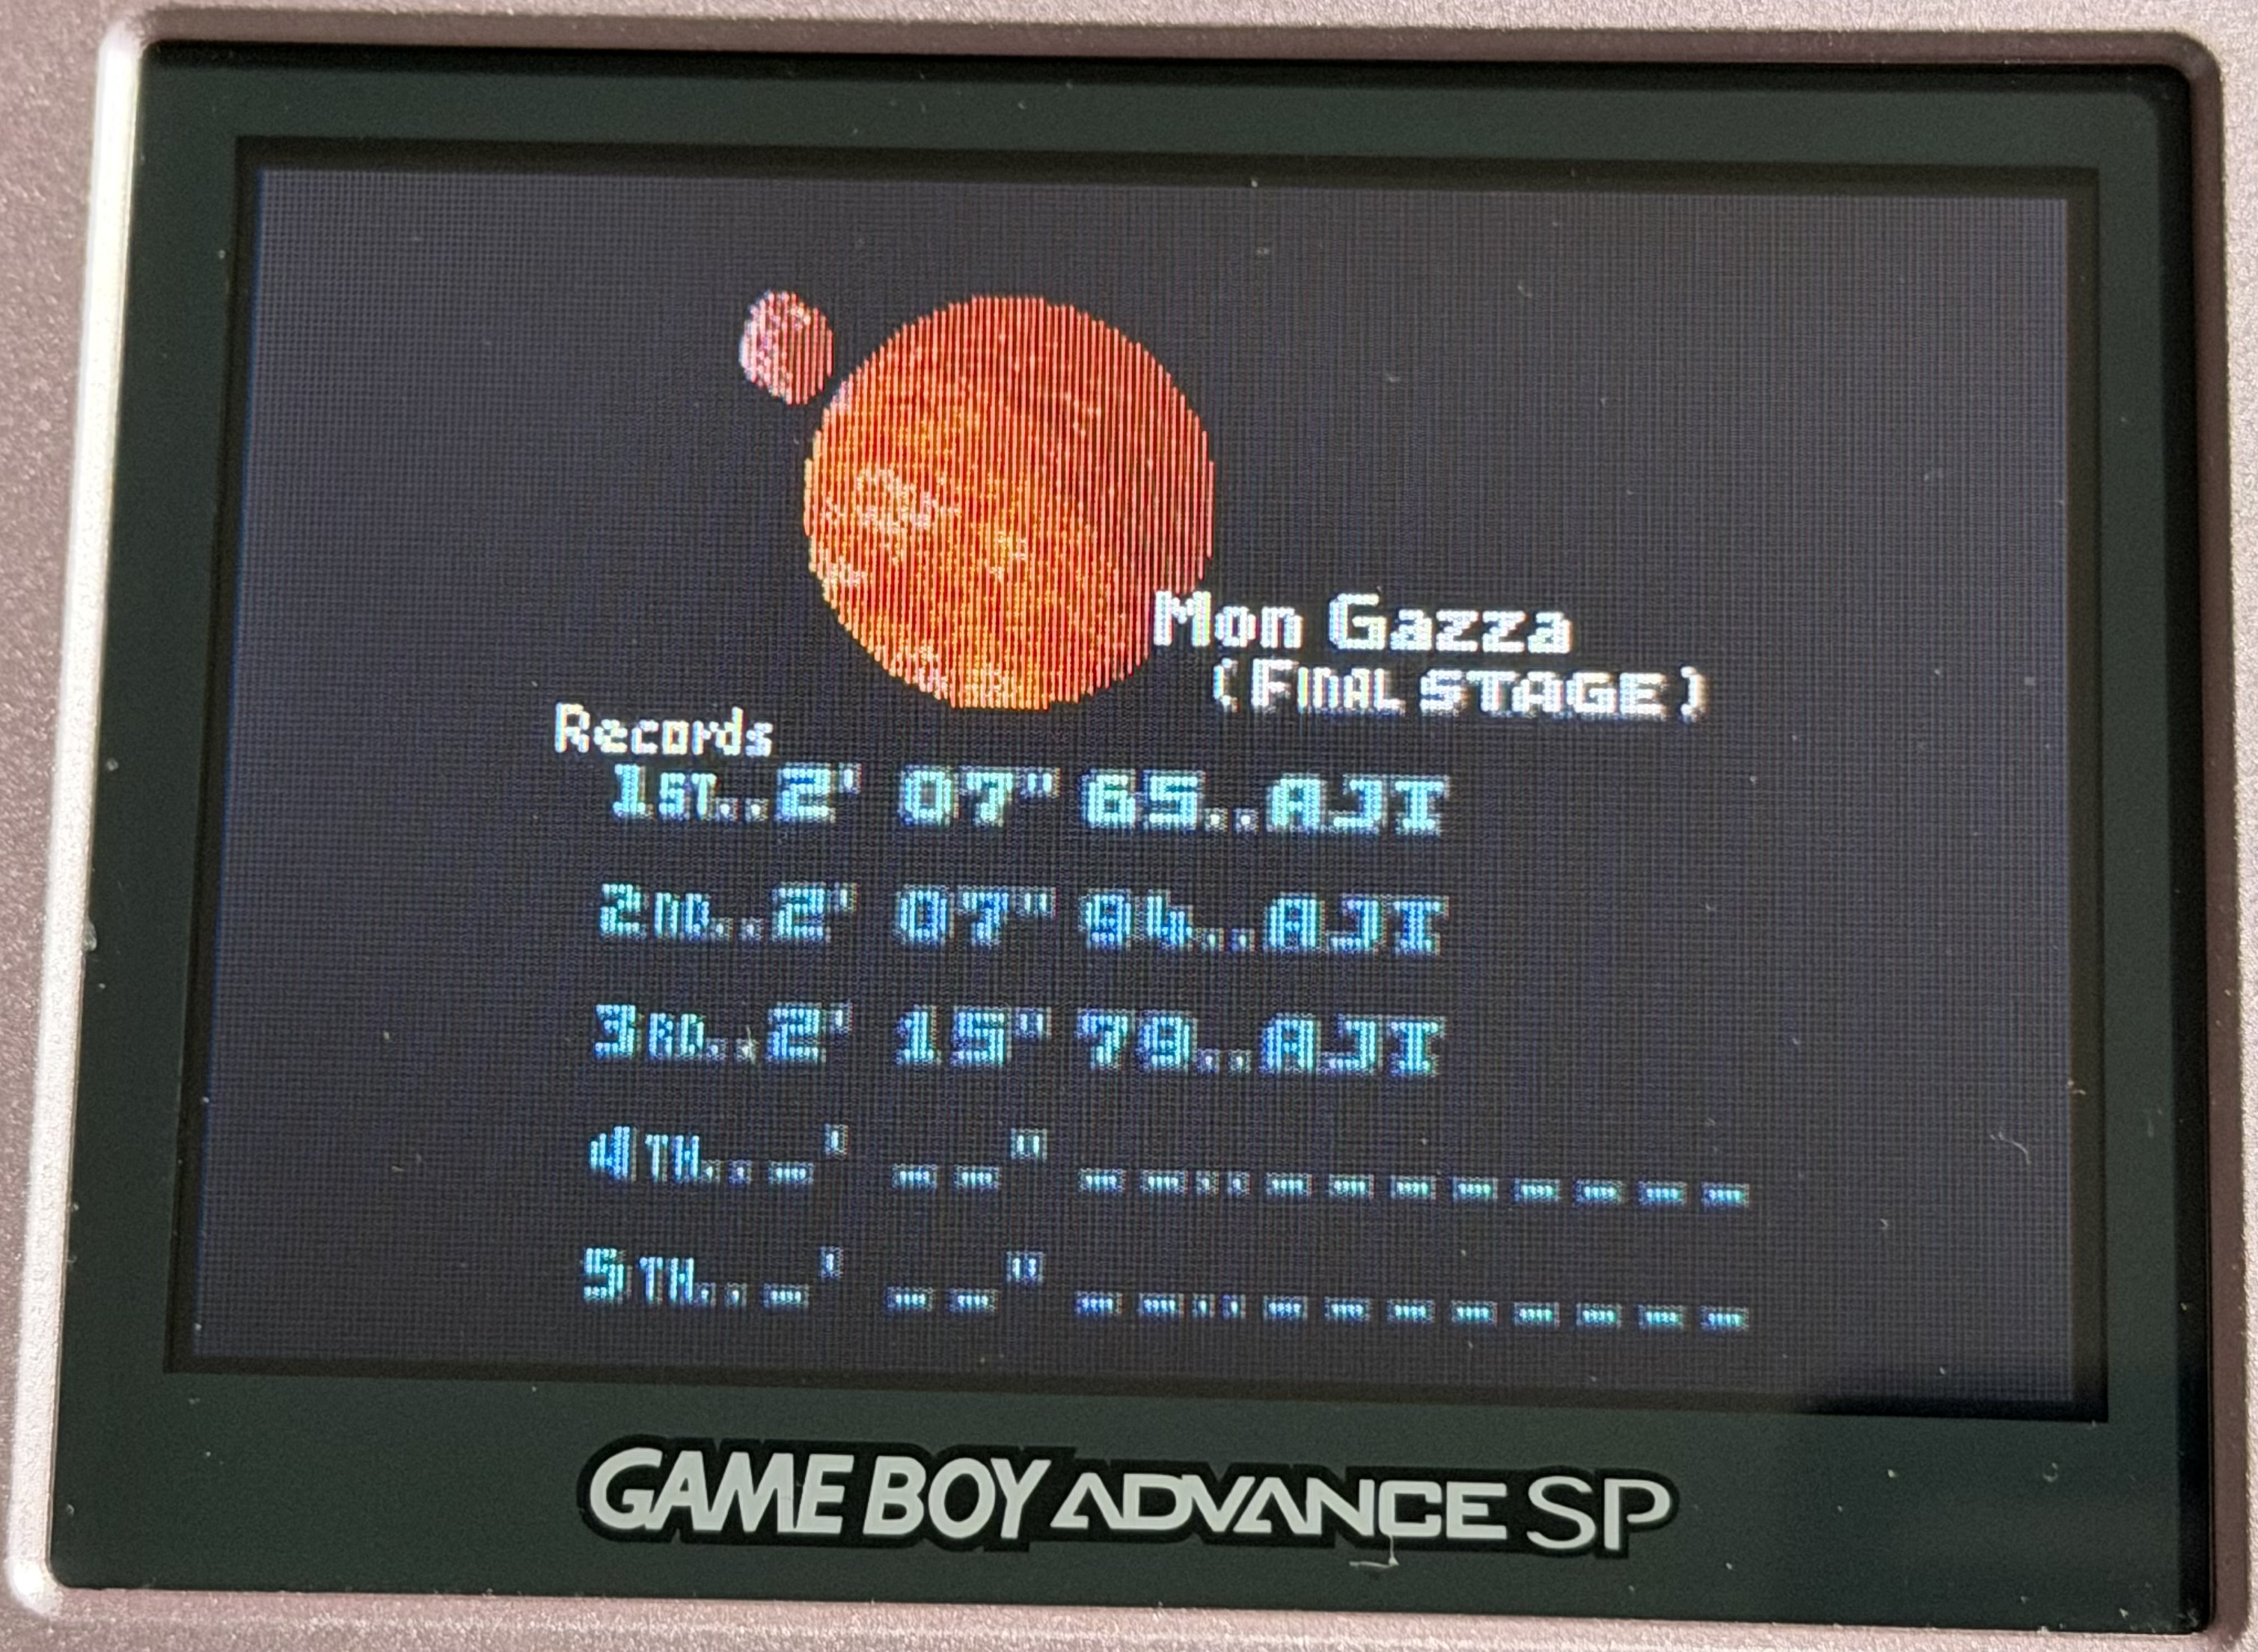 Mon Gazza
(FINAL STAGE)
Records
1ST..2' 07" 65..AJI
2ND..2' 07" 94..AJI
3RD..2' 15" 79..AJI
4TH.._' _ _" _ _.._ _ _ _ _ _ _ _
5TH.._' _ _" _ _.._ _ _ _ _ _ _ _
GAME BOY ADVANCE SP